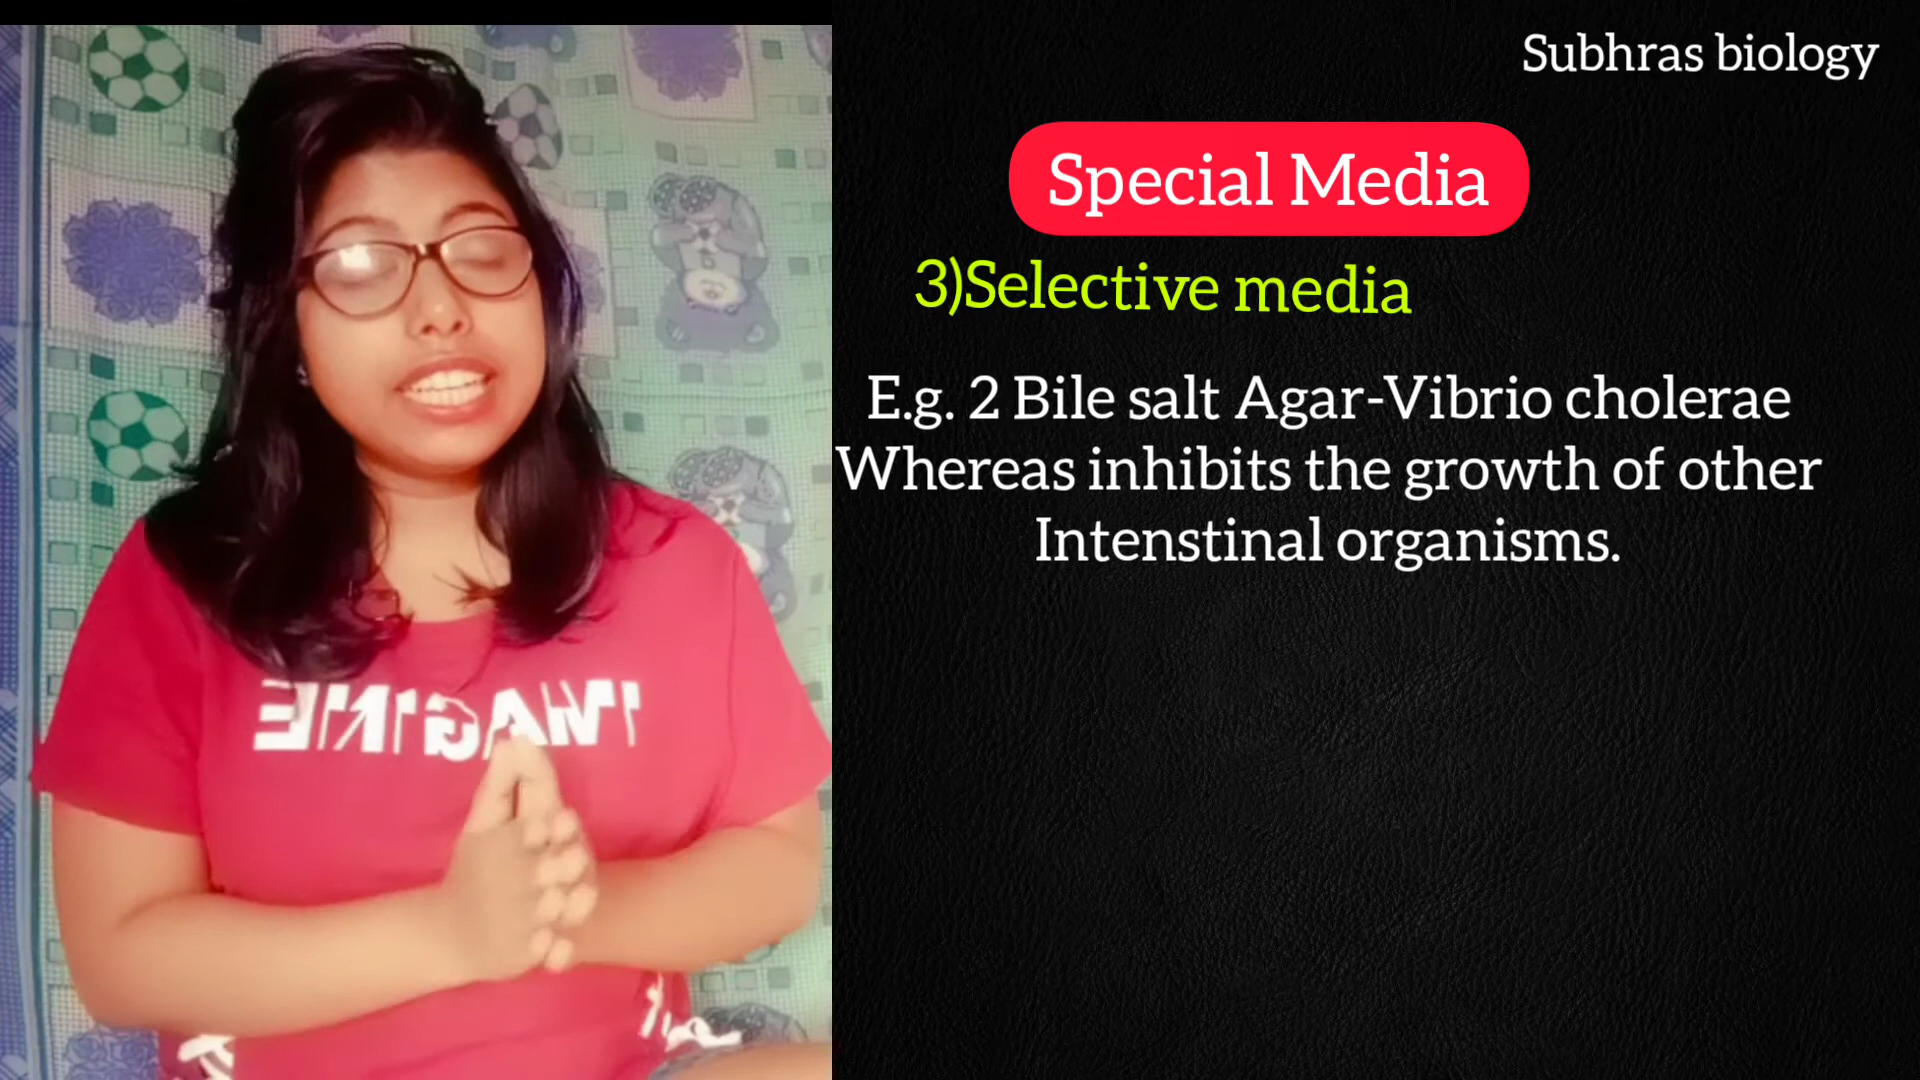 Subhras biology
Special Media
3)Selective media
E.g. 2 Bile salt Agar-Vibrio cholerae
Whereas inhibits the growth of other
Intenstinal organisms.
IMAGINE